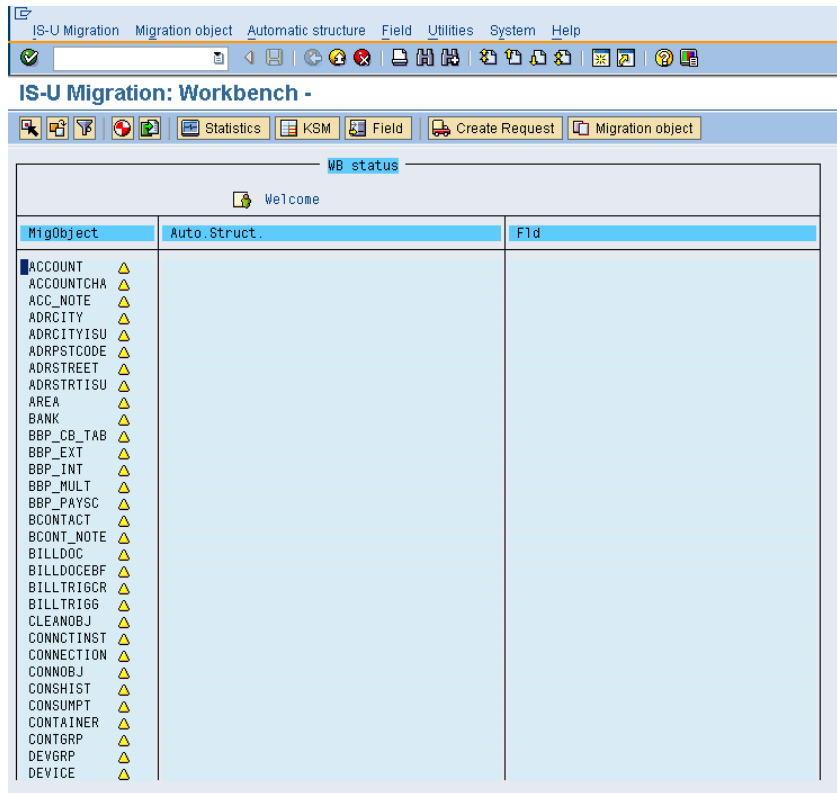 IS-U Migration Migration object Automatic structure Field Utilities System Help
IS-U Migration: Workbench -
Statistics KSM Field Create Request Migration object
WB status
Welcome
MigObject Auto.Struct. Fld
ACCOUNT
ACCOUNTCHA
ACC_NOTE
ADRCITY
ADRCITYISU
ADRPSTCODE
ADRSTREET
ADRSTRTISU
AREA
BANK
BBP_CB_TAB
BBP_EXT
BBP_INT
BBP_MULT
BBP_PAYSC
BCONTACT
BCONT_NOTE
BILLDOC
BILLDOCEBF
BILLTRIGCR
BILLTRIGG
CLEANOBJ
CONNCTINST
CONNECTION
CONNOBJ
CONSHIST
CONSUMPT
CONTAINER
CONTGRP
DEVGRP
DEVICE